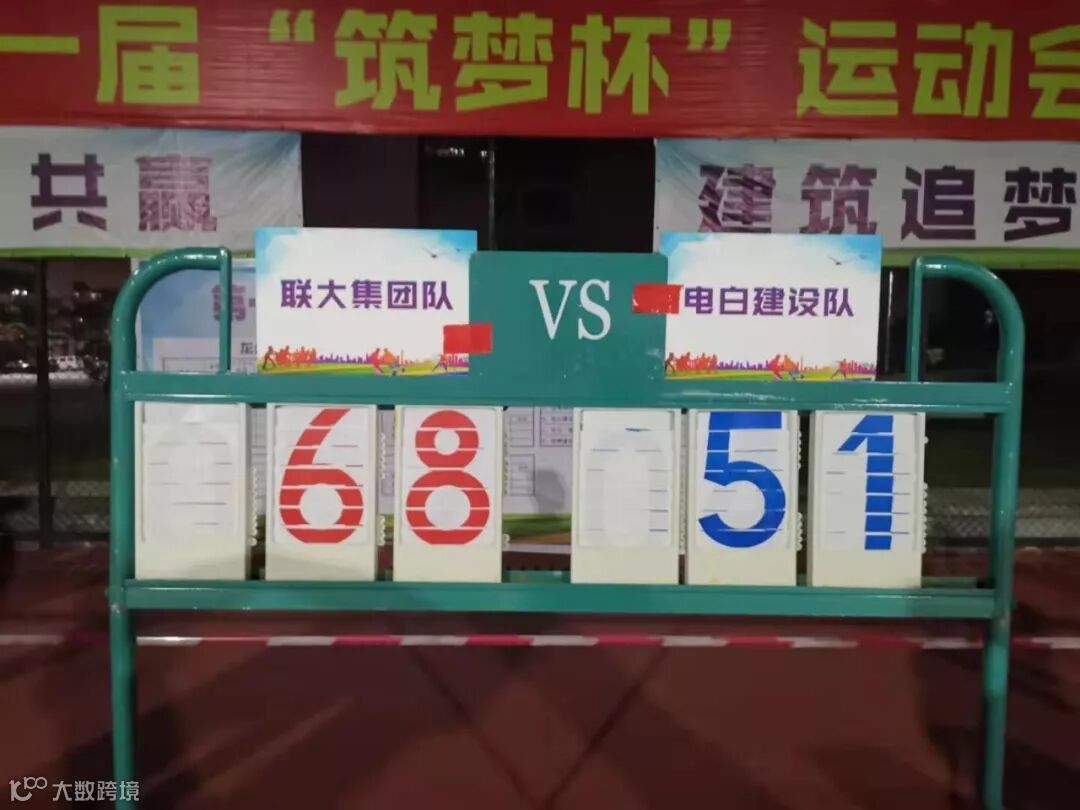 一届“筑梦杯”运动会
共赢
建筑追梦
联大集团队
VS
电白建设队
68
51
大数跨境